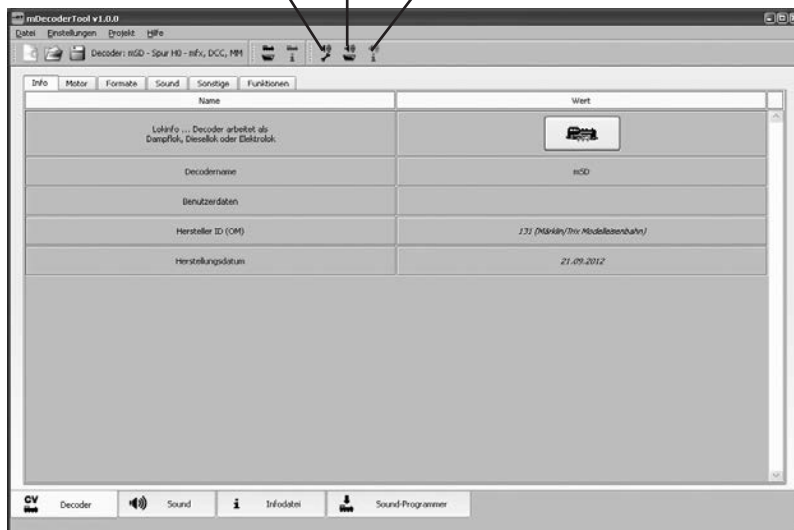 mDecoderTool v1.0.0
Datei Einstellungen Projekt Hilfe
Decoder: mSD - Spur H0 - mfx, DCC, MM
Info Motor Formate Sound Sonstige Funktionen
Name Wert
Lokinfo ... Decoder arbeitet als
Dampflok, Diesellok oder Elektrolok
Decodername mSD
Benutzerdaten
Hersteller ID (OM) 131 (Märklin/Trix Modelleisenbahn)
Herstellungsdatum 21.09.2012
CV Decoder Sound i Infodatei Sound-Programmer